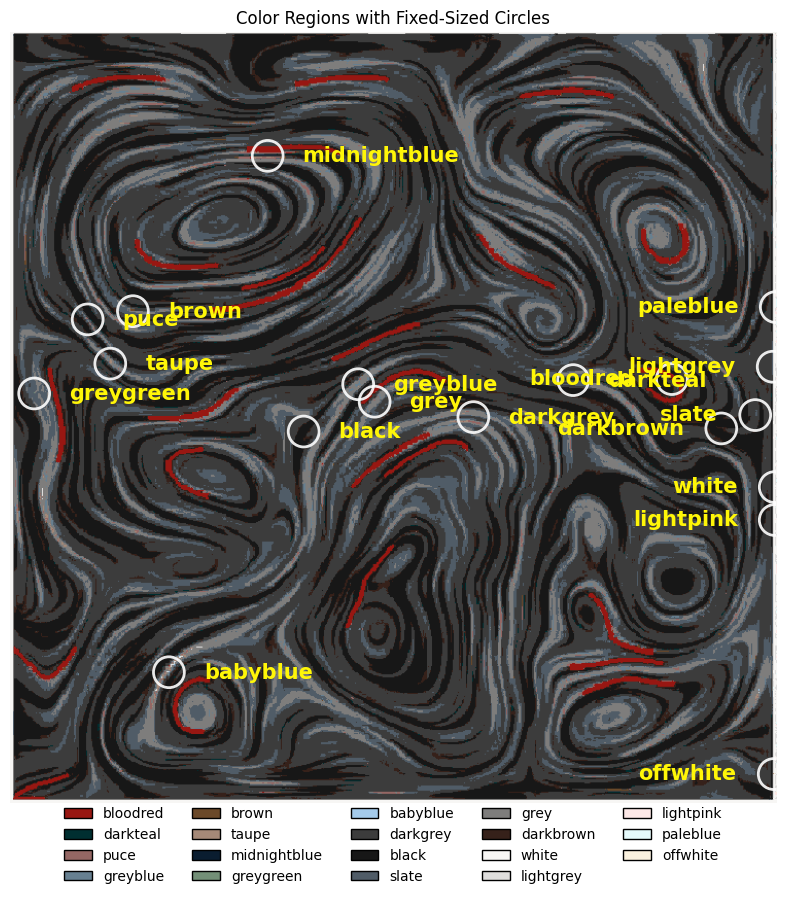 Color Regions with Fixed-Sized Circles
midnightblue
paleblue
brown
puce
taupe
lightgrey
bloodred
darkteal
greyblue
greygreen
grey
slate
darkgrey
darkbrown
black
white
lightpink
babyblue
offwhite
bloodred brown babyblue grey lightpink
darkteal taupe darkgrey darkbrown paleblue
puce midnightblue black white offwhite
greyblue greygreen slate lightgrey